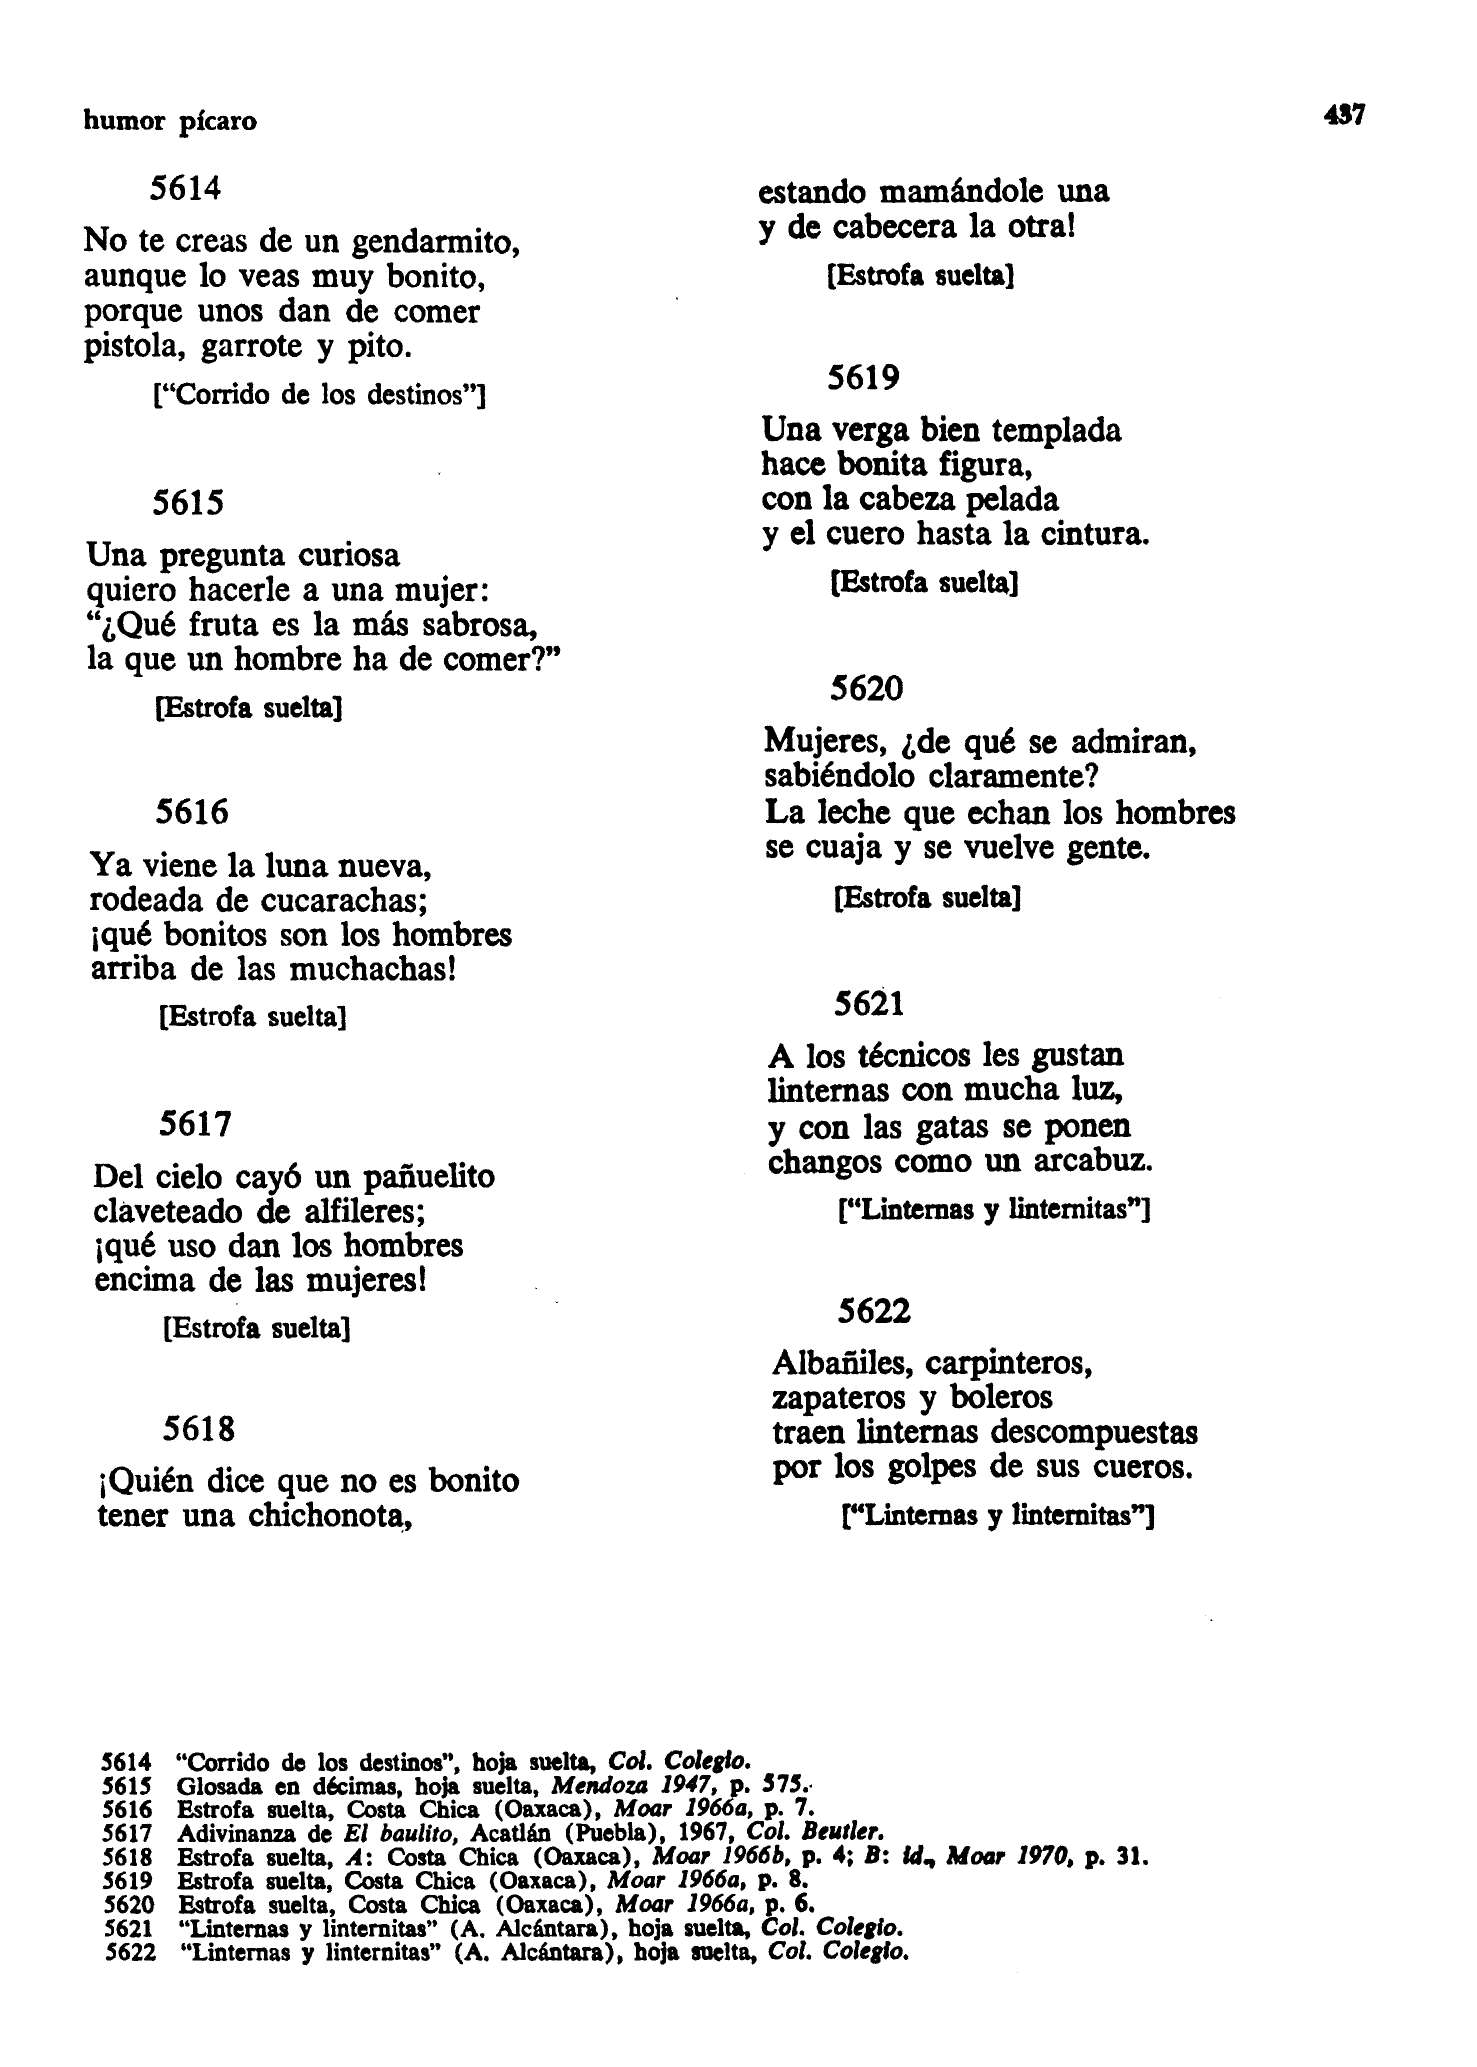 humor pícaro
437
5614
No te creas de un gendarmito,
aunque lo veas muy bonito,
porque unos dan de comer
pistola, garrote y pito.
[“Corrido de los destinos”]
5615
Una pregunta curiosa
quiero hacerle a una mujer:
“¿Qué fruta es la más sabrosa,
la que un hombre ha de comer?”
[Estrofa suelta]
5616
Ya viene la luna nueva,
rodeada de cucarachas;
¡qué bonitos son los hombres
arriba de las muchachas!
[Estrofa suelta]
5617
Del cielo cayó un pañuelito
claveteado de alfileres;
¡qué uso dan los hombres
encima de las mujeres!
[Estrofa suelta]
5618
¡Quién dice que no es bonito
tener una chichonota,
estando mamándole una
y de cabecera la otra!
[Estrofa suelta]
5619
Una verga bien templada
hace bonita figura,
con la cabeza pelada
y el cuero hasta la cintura.
[Estrofa suelta]
5620
Mujeres, ¿de qué se admiran,
sabiéndolo claramente?
La leche que echan los hombres
se cuaja y se vuelve gente.
[Estrofa suelta]
5621
A los técnicos les gustan
linternas con mucha luz,
y con las gatas se ponen
changos como un arcabuz.
[“Linternas y linternitas”]
5622
Albañiles, carpinteros,
zapateros y boleros
traen linternas descompuestas
por los golpes de sus cueros.
[“Linternas y linternitas”]
5614 “Corrido de los destinos”, hoja suelta, Col. Colegio.
5615 Glosada en décimas, hoja suelta, Mendoza 1947, p. 575.
5616 Estrofa suelta, Costa Chica (Oaxaca), Moar 1966a, p. 7.
5617 Adivinanza de El baulito, Acatlán (Puebla), 1967, Col. Beutler.
5618 Estrofa suelta, A: Costa Chica (Oaxaca), Moar 1966b, p. 4; B: id., Moar 1970, p. 31.
5619 Estrofa suelta, Costa Chica (Oaxaca), Moar 1966a, p. 8.
5620 Estrofa suelta, Costa Chica (Oaxaca), Moar 1966a, p. 6.
5621 “Linternas y linternitas” (A. Alcántara), hoja suelta, Col. Colegio.
5622 “Linternas y linternitas” (A. Alcántara), hoja suelta, Col. Colegio.